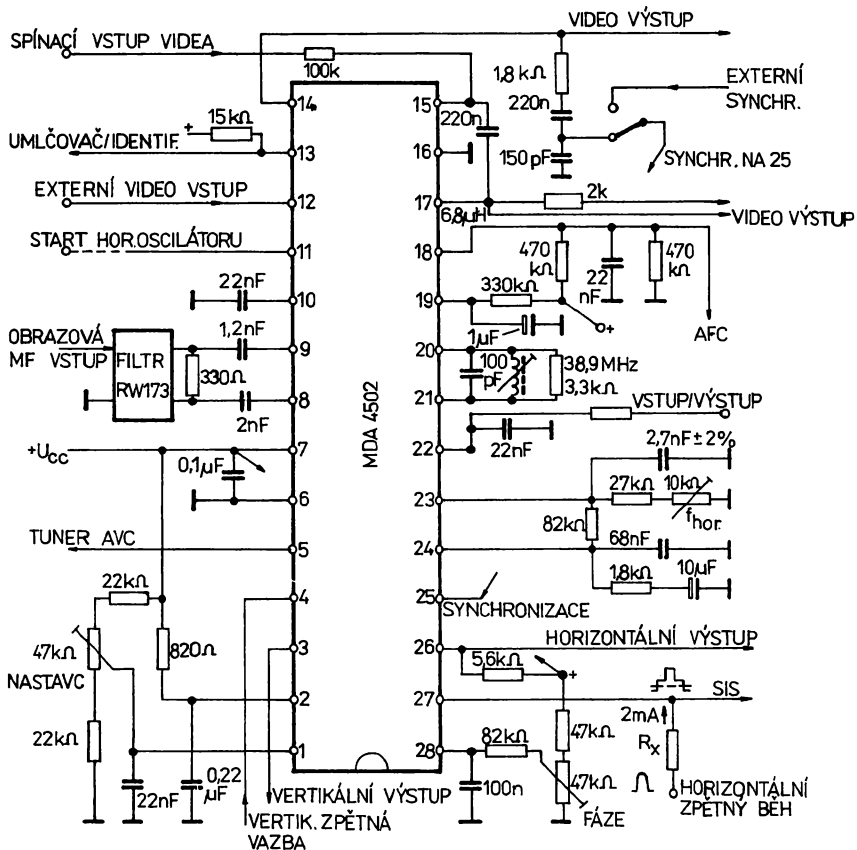 VIDEO VÝSTUP
SPÍNACÍ VSTUP VIDEA
100k
1,8 kΩ
220n
EXTERNÍ
SYNCHR.
150 pF
SYNCHR. NA 25
14
15
220n
+
15kΩ
UMLČOVAČ/IDENTIF.
13
16
EXTERNÍ VIDEO VSTUP
12
17
2k
6,8μH
VIDEO VÝSTUP
START HOR.OSCILÁTORU
11
18
470
kΩ
22
nF
470
kΩ
22nF
10
19
330kΩ
1μF
+
AFC
OBRAZOVÁ
MF VSTUP
FILTR
RW173
1,2nF
330Ω
2nF
9
8
20
21
100
pF
38,9 MHz
3,3kΩ
VSTUP/VÝSTUP
22nF
+Ucc
0,1μF
7
22
6
23
2,7nF ± 2%
27kΩ
10kΩ
fhor.
82kΩ
TUNER AVC
5
24
68nF
1,8kΩ
10μF
22kΩ
4
25
SYNCHRONIZACE
47kΩ
NASTAVC
820Ω
3
26
HORIZONTÁLNÍ VÝSTUP
5,6kΩ
+
2
27
SIS
2mA
Rx
22kΩ
1
28
82kΩ
47kΩ
47kΩ
22nF
0,22
μF
100n
FÁZE
HORIZONTÁLNÍ
ZPĚTNÝ BĚH
VERTIKÁLNÍ VÝSTUP
VERTIK. ZPĚTNÁ
VAZBA
MDA 4502